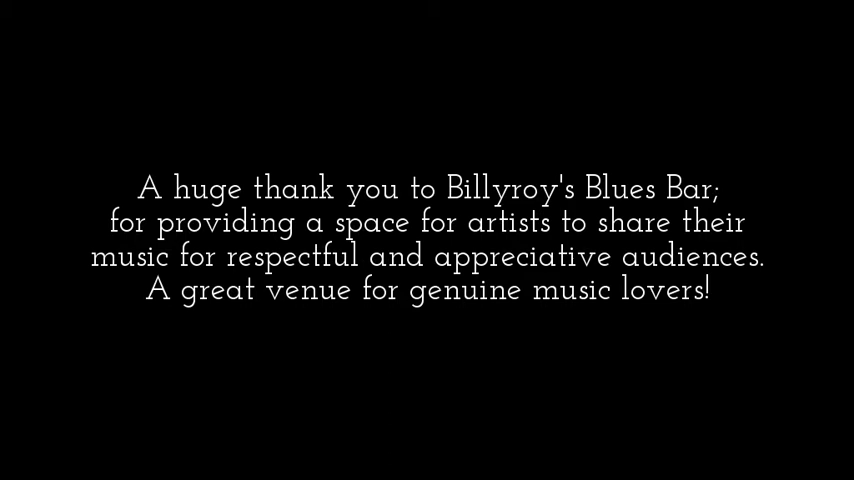 A huge thank you to Billyroy's Blues Bar;
for providing a space for artists to share their
music for respectful and appreciative audiences.
A great venue for genuine music lovers!